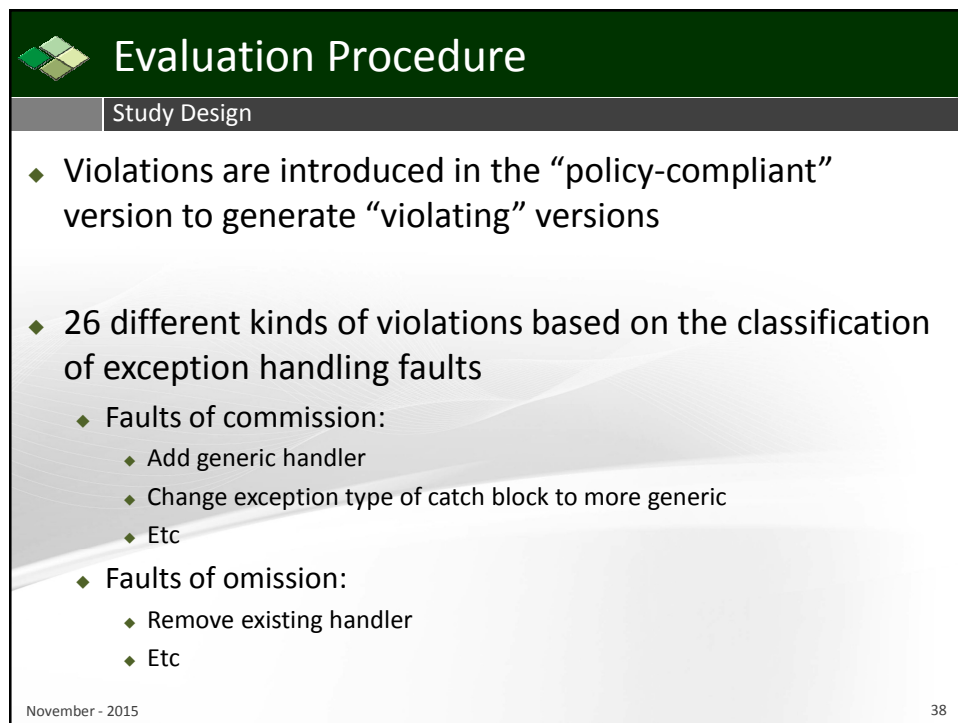 Evaluation Procedure
Study Design
Violations are introduced in the “policy-compliant”
version to generate “violating” versions
26 different kinds of violations based on the classification
of exception handling faults
Faults of commission:
Add generic handler
Change exception type of catch block to more generic
Etc
Faults of omission:
Remove existing handler
Etc
November - 2015
38